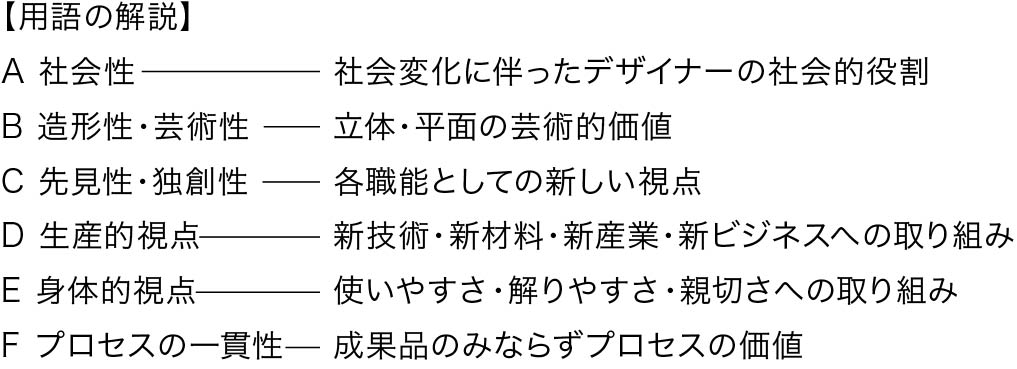 【用語の解説】
A 社会性 ―――――― 社会変化に伴ったデザイナーの社会的役割
B 造形性・芸術性 ―― 立体・平面の芸術的価値
C 先見性・独創性 ―― 各職能としての新しい視点
D 生産的視点―――― 新技術・新材料・新産業・新ビジネスへの取り組み
E 身体的視点―――― 使いやすさ・解りやすさ・親切さへの取り組み
F プロセスの一貫性― 成果品のみならずプロセスの価値